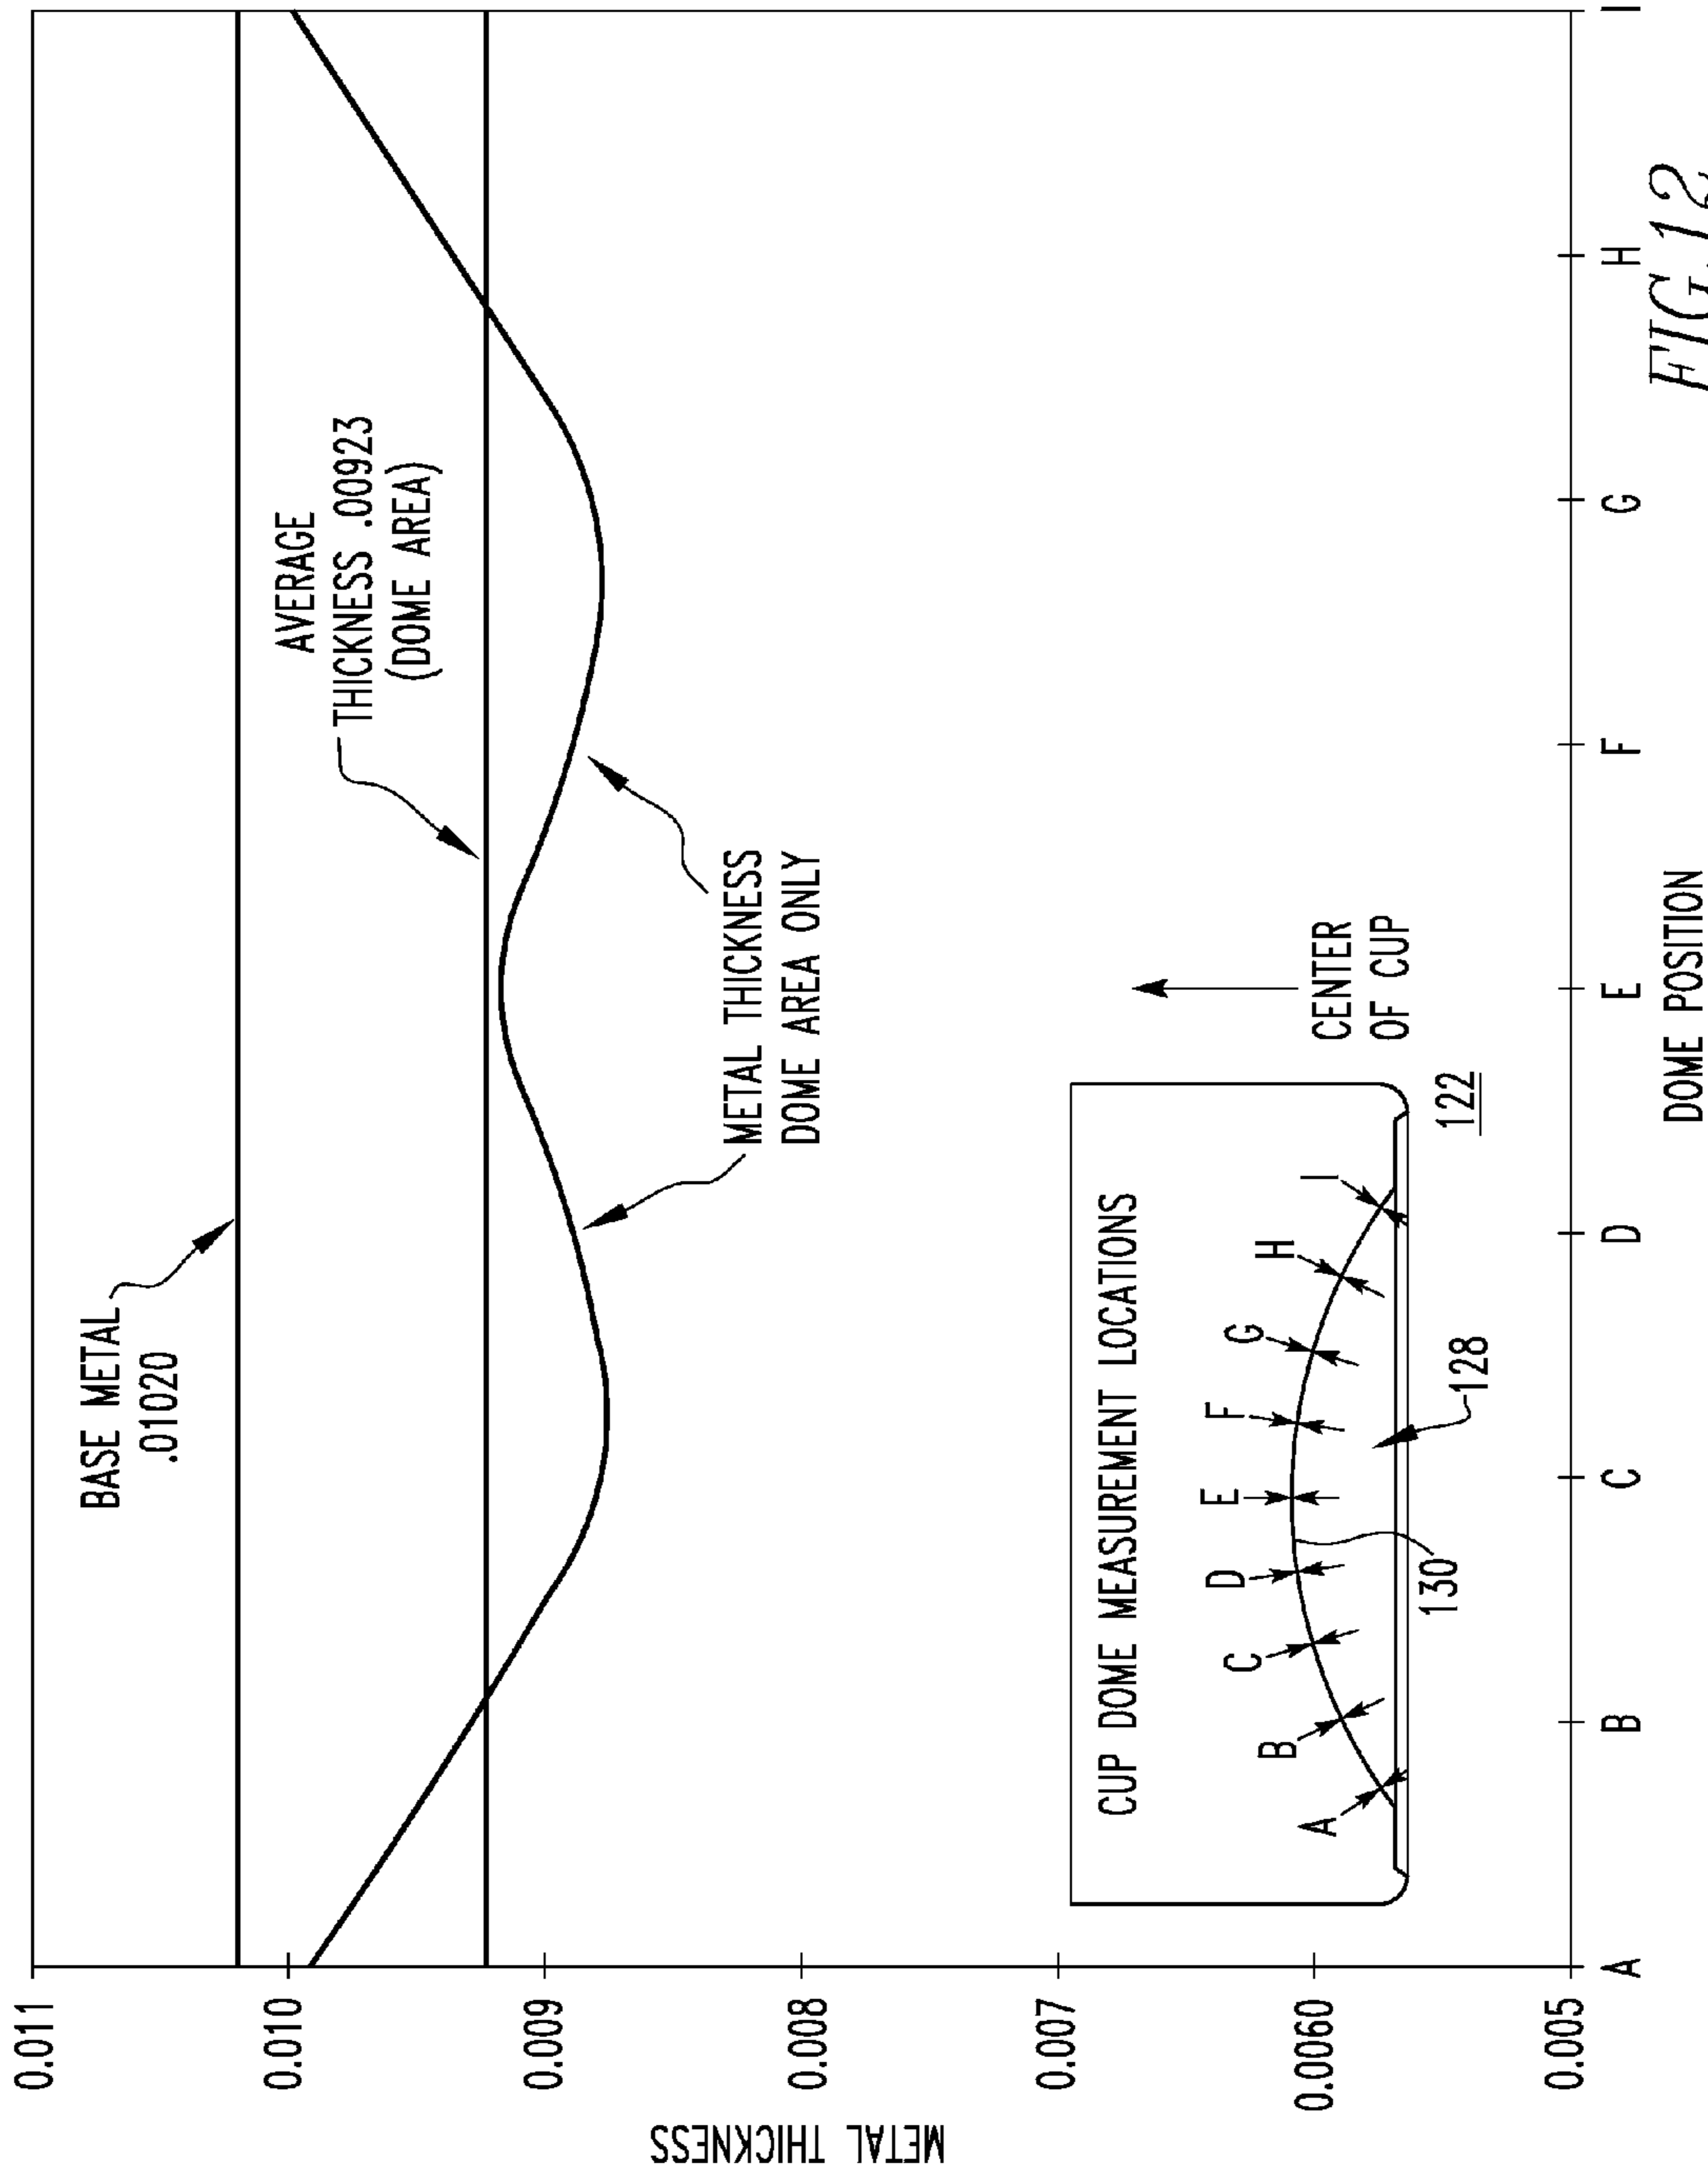 0.011
0.010
0.009
0.008
0.007
0.0060
0.005
METAL THICKNESS
BASE METAL
.01020
AVERAGE
THICKNESS .00923
(DOME AREA)
METAL THICKNESS
DOME AREA ONLY
CUP DOME MEASUREMENT LOCATIONS
A
B
C
D
E
F
G
H
I
130
128
122
CENTER
OF CUP
A B C D E F G H I
DOME POSITION
FIG.12